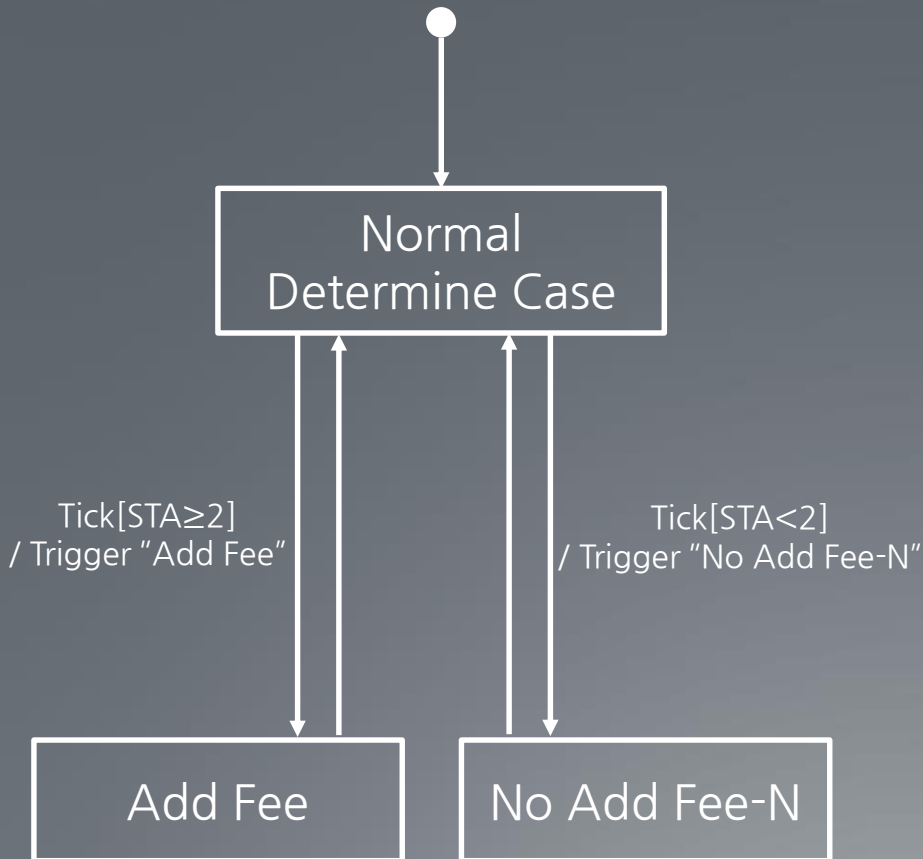 Normal
Determine Case
Tick[STA≥2]
/ Trigger "Add Fee"
Tick[STA<2]
/ Trigger "No Add Fee-N"
Add Fee
No Add Fee-N